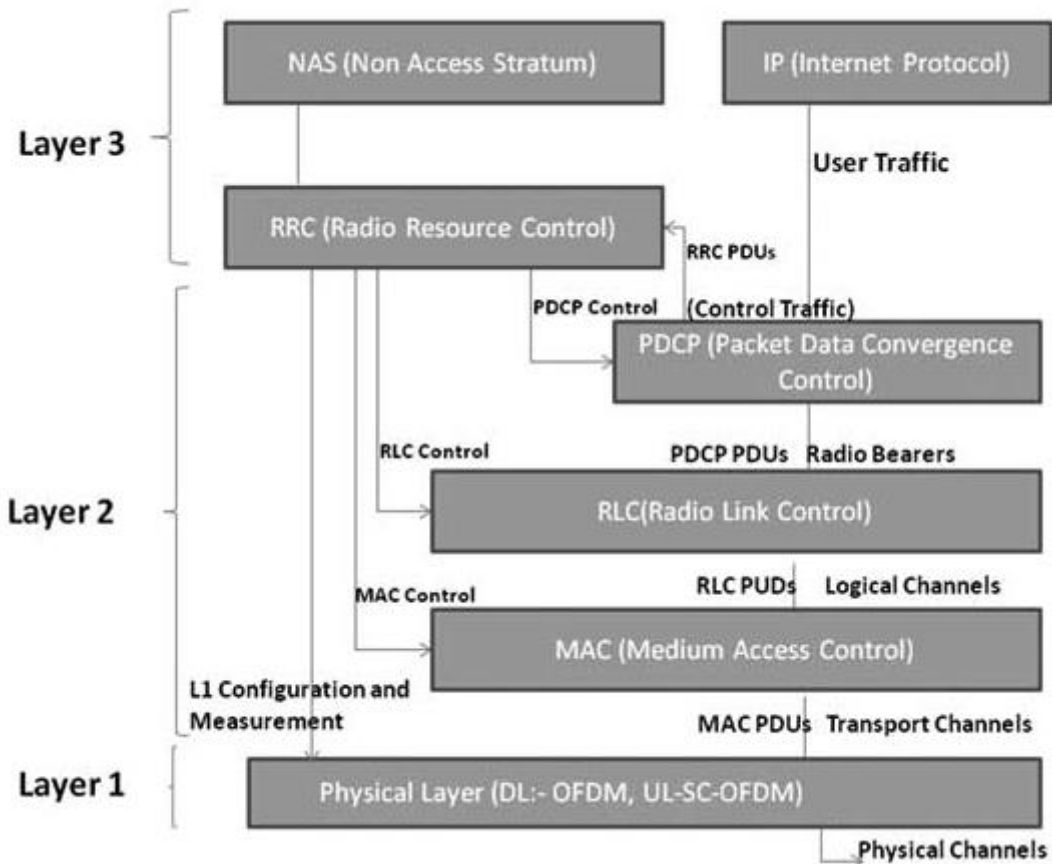 NAS (Non Access Stratum)
IP (Internet Protocol)
Layer 3
User Traffic
RRC (Radio Resource Control)
RRC PDUs
PDCP Control
(Control Traffic)
PDCP (Packet Data Convergence
Control)
RLC Control
PDCP PDUs Radio Bearers
Layer 2
RLC(Radio Link Control)
RLC PUDs Logical Channels
MAC Control
MAC (Medium Access Control)
L1 Configuration and
Measurement
MAC PDUs Transport Channels
Layer 1
Physical Layer (DL:- OFDM, UL-SC-OFDM)
Physical Channels